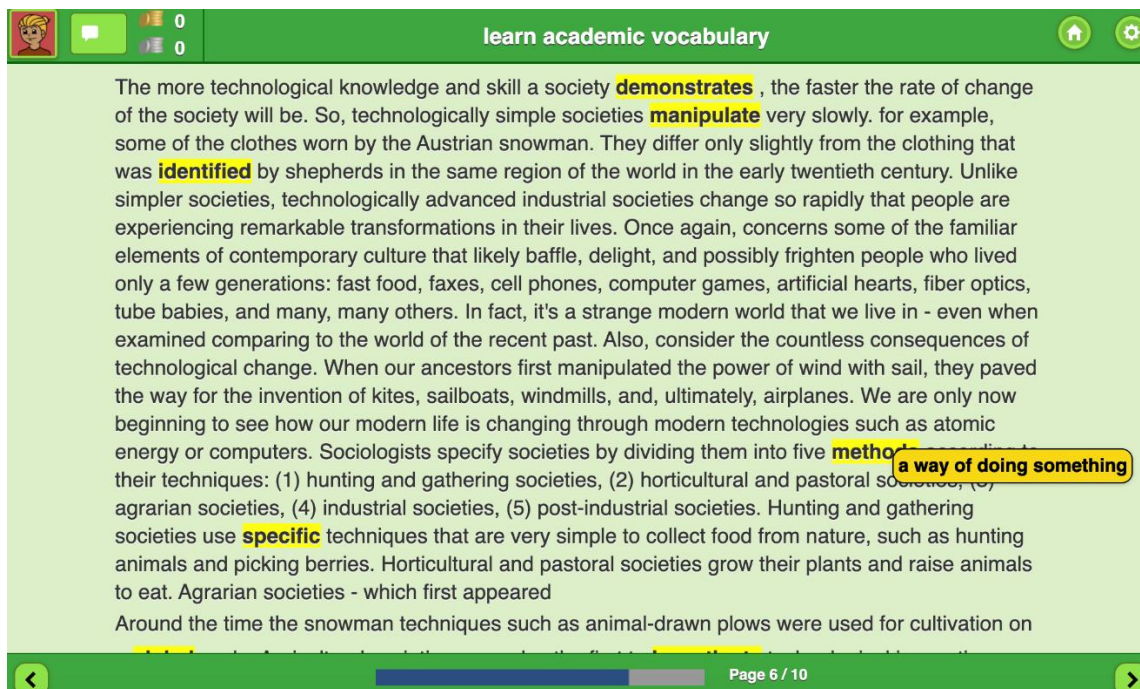 0
0
learn academic vocabulary
The more technological knowledge and skill a society demonstrates , the faster the rate of change
of the society will be. So, technologically simple societies manipulate very slowly. for example,
some of the clothes worn by the Austrian snowman. They differ only slightly from the clothing that
was identified by shepherds in the same region of the world in the early twentieth century. Unlike
simpler societies, technologically advanced industrial societies change so rapidly that people are
experiencing remarkable transformations in their lives. Once again, concerns some of the familiar
elements of contemporary culture that likely baffle, delight, and possibly frighten people who lived
only a few generations: fast food, faxes, cell phones, computer games, artificial hearts, fiber optics,
tube babies, and many, many others. In fact, it's a strange modern world that we live in - even when
examined comparing to the world of the recent past. Also, consider the countless consequences of
technological change. When our ancestors first manipulated the power of wind with sail, they paved
the way for the invention of kites, sailboats, windmills, and, ultimately, airplanes. We are only now
beginning to see how our modern life is changing through modern technologies such as atomic
energy or computers. Sociologists specify societies by dividing them into five methods according to
a way of doing something
their techniques: (1) hunting and gathering societies, (2) horticultural and pastoral societies, (3)
agrarian societies, (4) industrial societies, (5) post-industrial societies. Hunting and gathering
societies use specific techniques that are very simple to collect food from nature, such as hunting
animals and picking berries. Horticultural and pastoral societies grow their plants and raise animals
to eat. Agrarian societies - which first appeared
Around the time the snowman techniques such as animal-drawn plows were used for cultivation on
Page 6 / 10